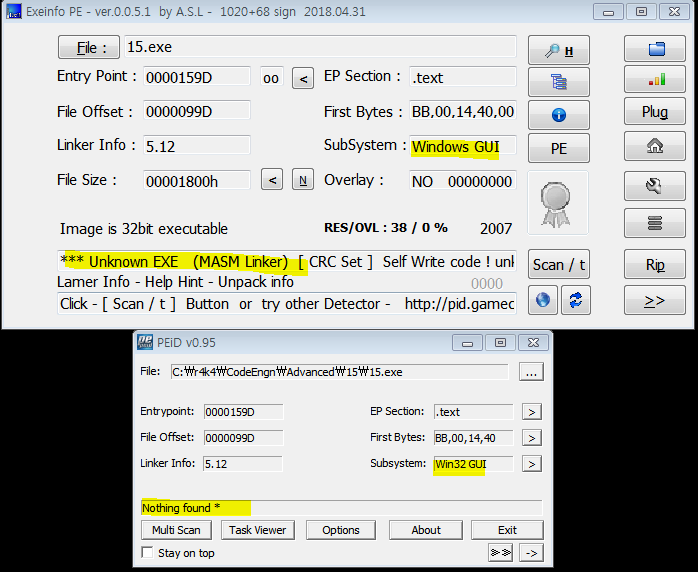 Exeinfo PE - ver.0.0.5.1 by A.S.L - 1020+68 sign 2018.04.31
File : 15.exe
H
Entry Point : 0000159D oo < EP Section : .text
File Offset : 0000099D First Bytes : BB,00,14,40,00
Plug
Linker Info : 5.12 SubSystem : Windows GUI
PE
File Size : 00001800h < N Overlay : NO 00000000
Image is 32bit executable RES/OVL : 38 / 0 % 2007
*** Unknown EXE (MASM Linker) [ CRC Set ] Self Write code ! unk
Scan / t Rip
Lamer Info - Help Hint - Unpack info 0000
Click - [ Scan / t ] Button or try other Detector - http://pid.gamec
>>
PEiD v0.95
File: C:₩r4k4₩CodeEngn₩Advanced₩15₩15.exe ...
Entrypoint: 0000159D EP Section: .text >
File Offset: 0000099D First Bytes: BB,00,14,40 >
Linker Info: 5.12 Subsystem: Win32 GUI >
Nothing found *
Multi Scan Task Viewer Options About Exit
Stay on top >> ->